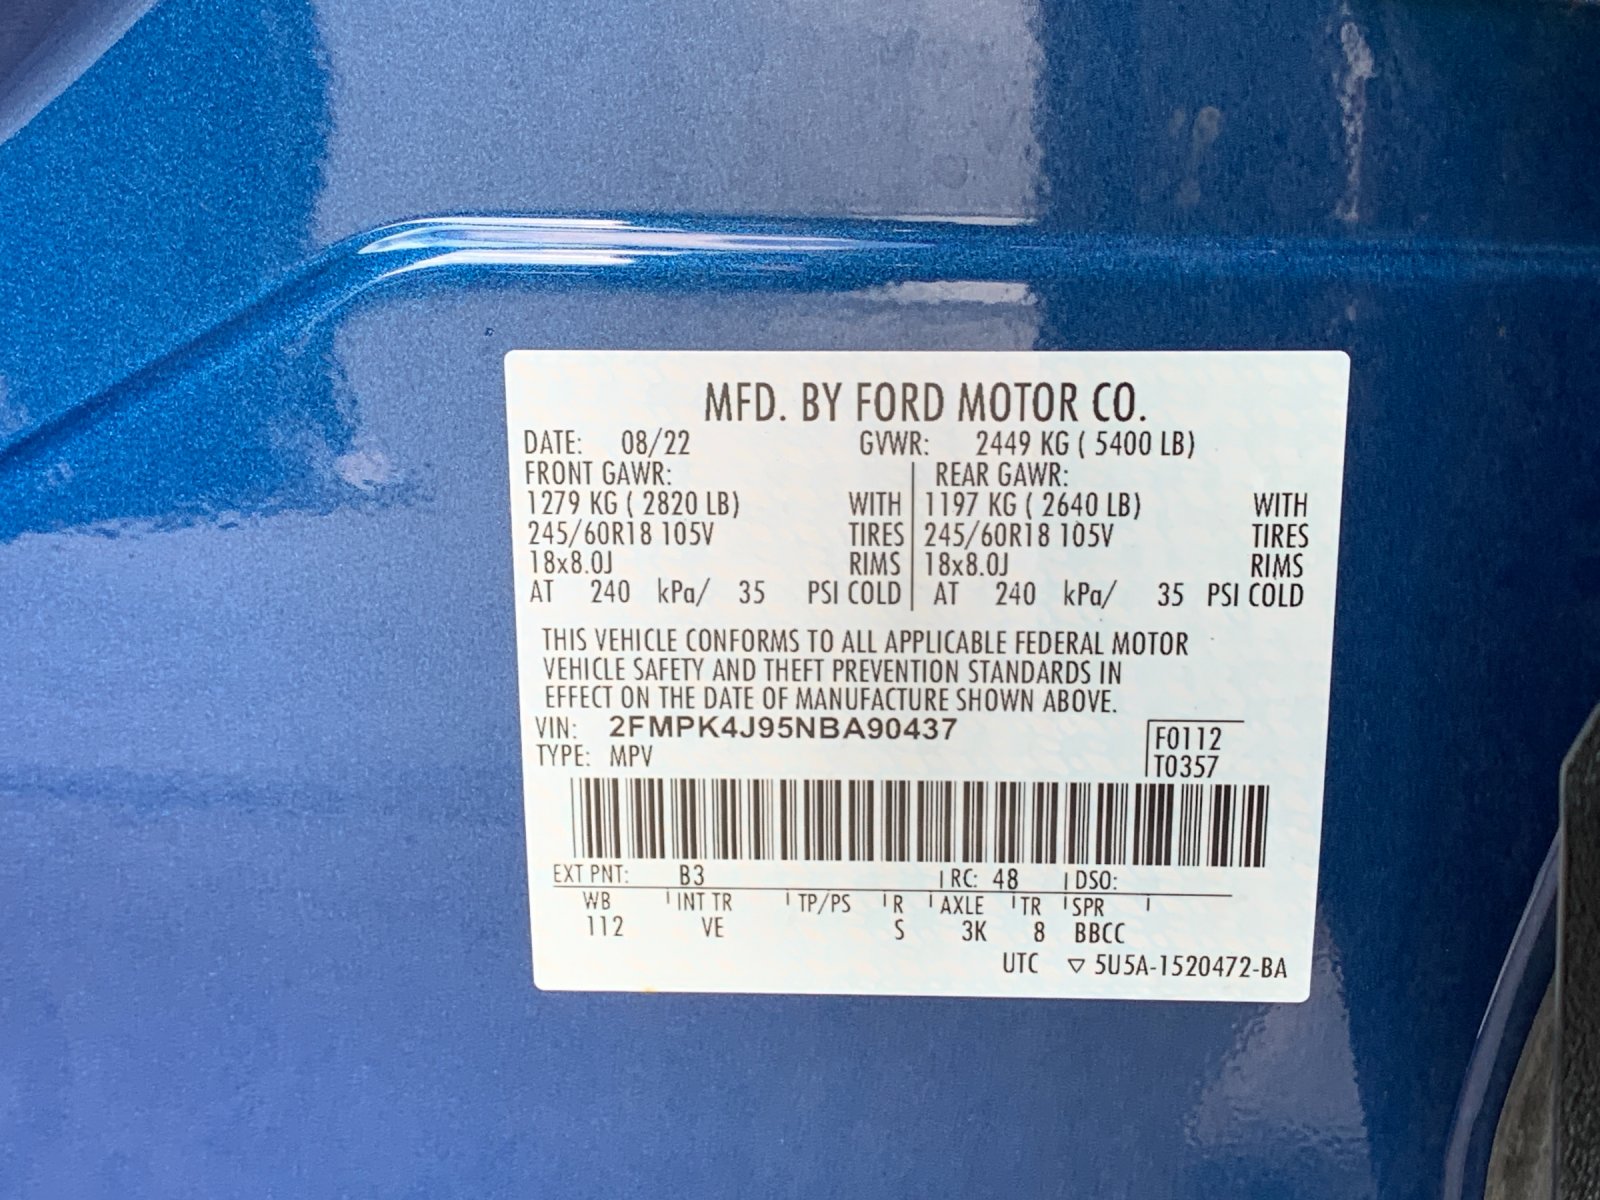 MFD. BY FORD MOTOR CO.
DATE: 08/22 GVWR: 2449 KG ( 5400 LB)
FRONT GAWR: REAR GAWR:
1279 KG ( 2820 LB) WITH 1197 KG ( 2640 LB) WITH
245/60R18 105V TIRES 245/60R18 105V TIRES
18x8.0J RIMS 18x8.0J RIMS
AT 240 kPa/ 35 PSI COLD AT 240 kPa/ 35 PSI COLD
THIS VEHICLE CONFORMS TO ALL APPLICABLE FEDERAL MOTOR
VEHICLE SAFETY AND THEFT PREVENTION STANDARDS IN
EFFECT ON THE DATE OF MANUFACTURE SHOWN ABOVE.
VIN: 2FMPK4J95NBA90437 F0112
TYPE: MPV T0357
EXT PNT: B3 RC: 48 DSO:
WB INT TR TP/PS R AXLE TR SPR
112 VE S 3K 8 BBCC
UTC ▽ 5U5A-1520472-BA